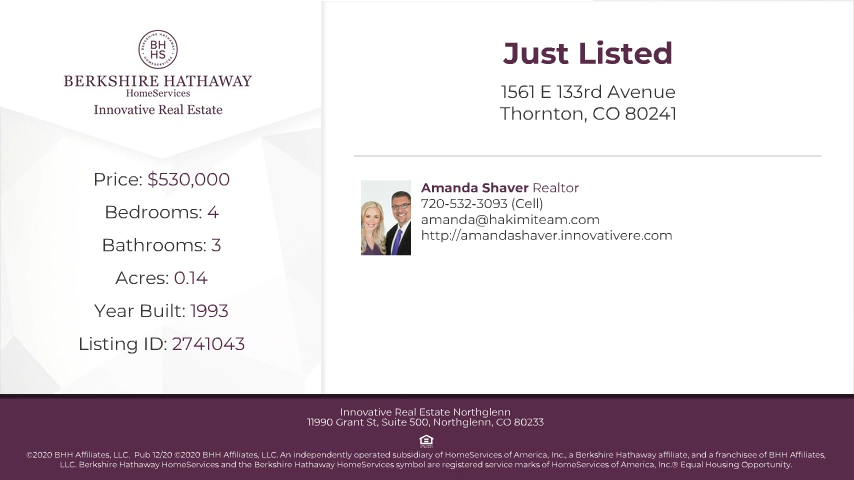 BERKSHIRE HATHAWAY
HomeServices
Innovative Real Estate
Price: $530,000
Bedrooms: 4
Bathrooms: 3
Acres: 0.14
Year Built: 1993
Listing ID: 2741043
Just Listed
1561 E 133rd Avenue
Thornton, CO 80241
Amanda Shaver Realtor
720-532-3093 (Cell)
amanda@hakimiteam.com
http://amandashaver.innovativere.com
Innovative Real Estate Northglenn
11990 Grant St, Suite 500, Northglenn, CO 80233
©2020 BHH Affiliates, LLC. Pub 12/20 ©2020 BHH Affiliates, LLC. An independently operated subsidiary of HomeServices of America, Inc., a Berkshire Hathaway affiliate, and a franchisee of BHH Affiliates,
LLC. Berkshire Hathaway HomeServices and the Berkshire Hathaway HomeServices symbol are registered service marks of HomeServices of America, Inc.® Equal Housing Opportunity.